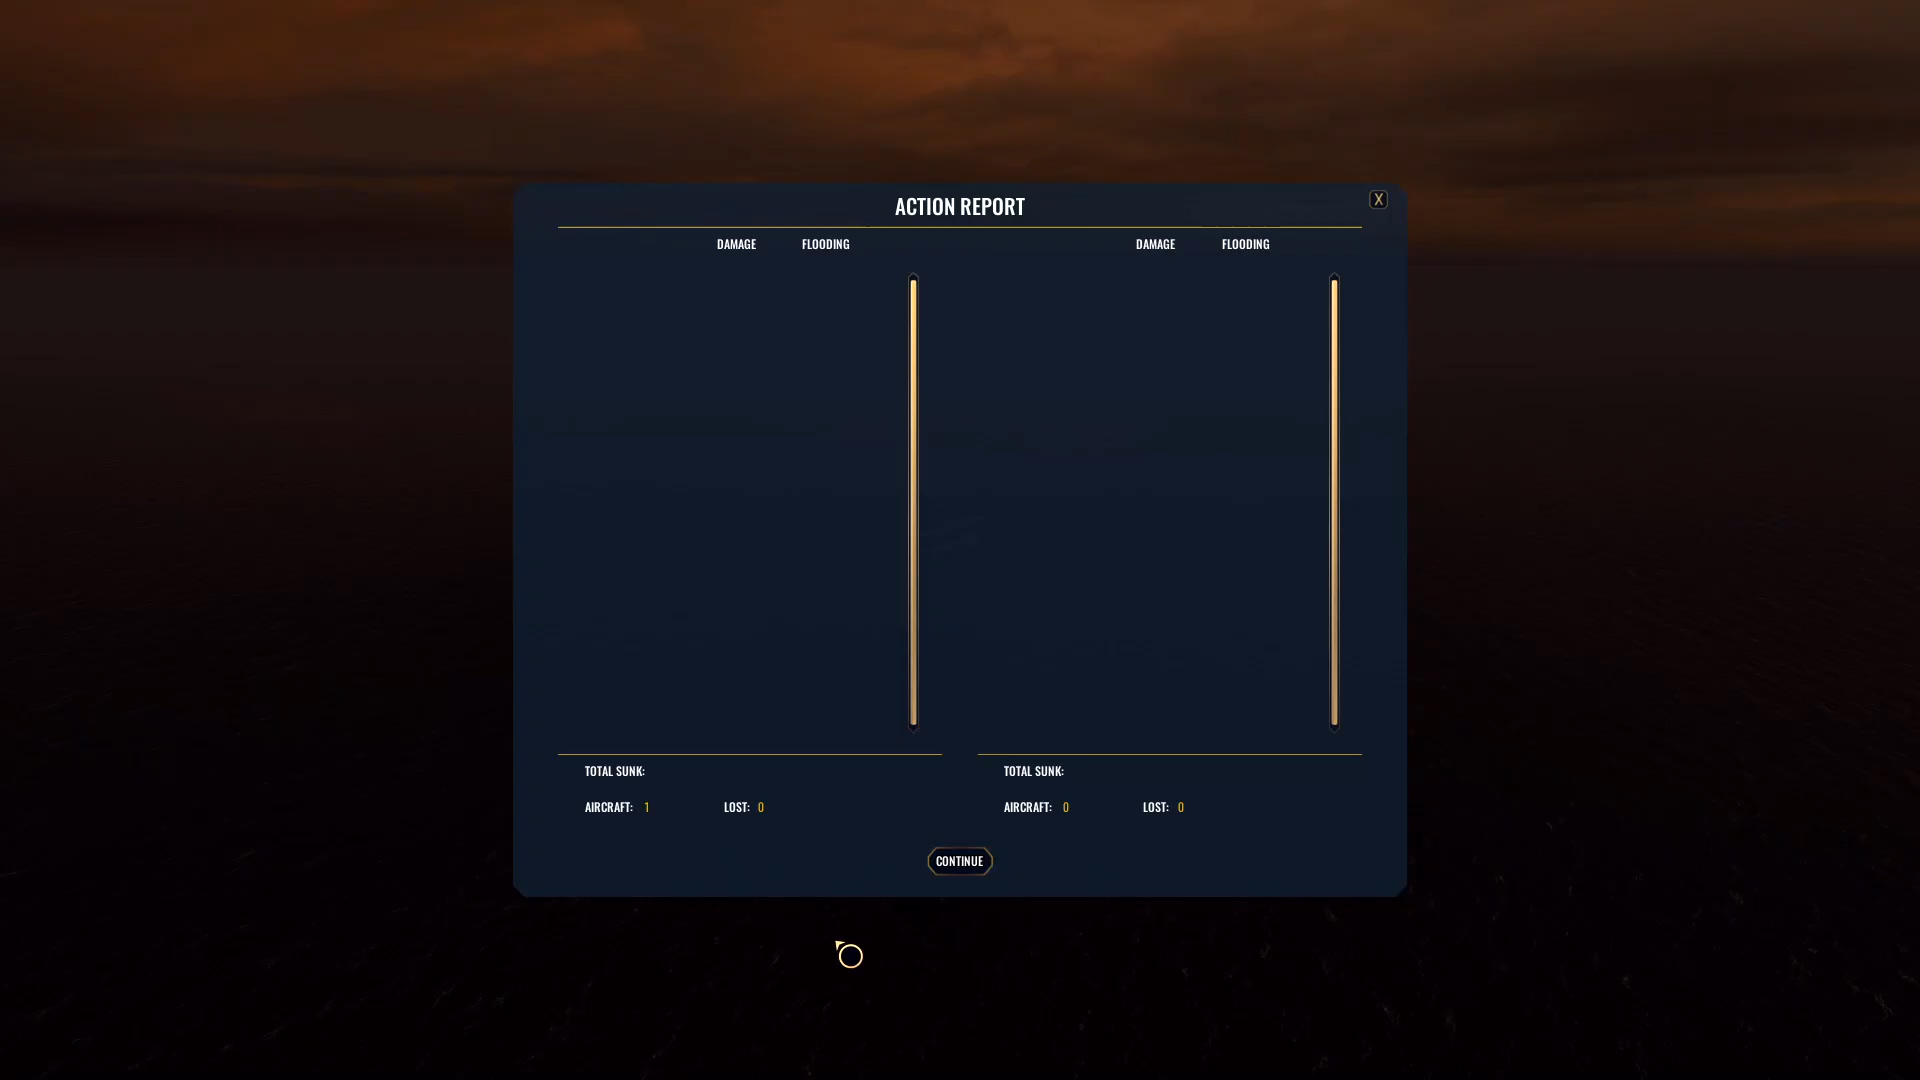 ACTION REPORT
X
DAMAGE FLOODING DAMAGE FLOODING
TOTAL SUNK: TOTAL SUNK:
AIRCRAFT: 1 LOST: 0 AIRCRAFT: 0 LOST: 0
CONTINUE